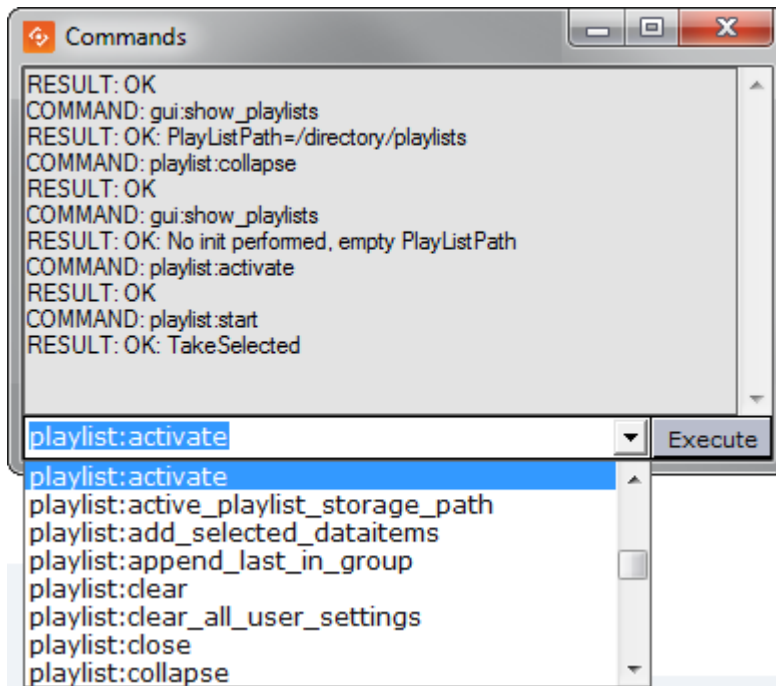 Commands
RESULT: OK
COMMAND: gui:show_playlists
RESULT: OK: PlayListPath=/directory/playlists
COMMAND: playlist:collapse
RESULT: OK
COMMAND: gui:show_playlists
RESULT: OK: No init performed, empty PlayListPath
COMMAND: playlist:activate
RESULT: OK
COMMAND: playlist:start
RESULT: OK: TakeSelected
playlist:activate Execute
playlist:activate
playlist:active_playlist_storage_path
playlist:add_selected_dataitems
playlist:append_last_in_group
playlist:clear
playlist:clear_all_user_settings
playlist:close
playlist:collapse